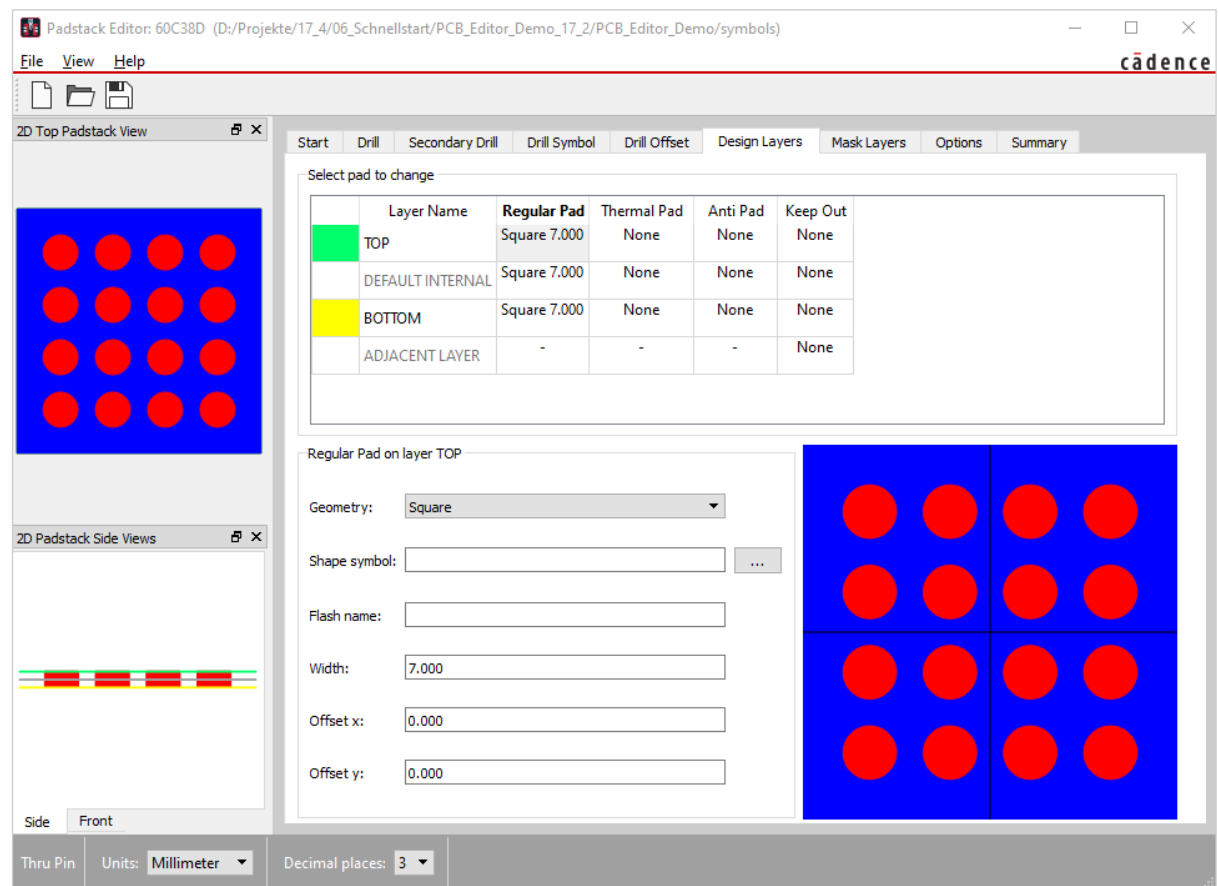 Padstack Editor: 60C38D (D:/Projekte/17_4/06_Schnellstart/PCB_Editor_Demo_17_2/PCB_Editor_Demo/symbols)
File View Help
cādence
2D Top Padstack View
Start Drill Secondary Drill Drill Symbol Drill Offset Design Layers Mask Layers Options Summary
Select pad to change
Layer Name Regular Pad Thermal Pad Anti Pad Keep Out
TOP Square 7.000 None None None
DEFAULT INTERNAL Square 7.000 None None None
BOTTOM Square 7.000 None None None
ADJACENT LAYER - - - None
Regular Pad on layer TOP
Geometry: Square
Shape symbol: ...
Flash name:
Width: 7.000
Offset x: 0.000
Offset y: 0.000
2D Padstack Side Views
Side Front
Thru Pin Units: Millimeter Decimal places: 3